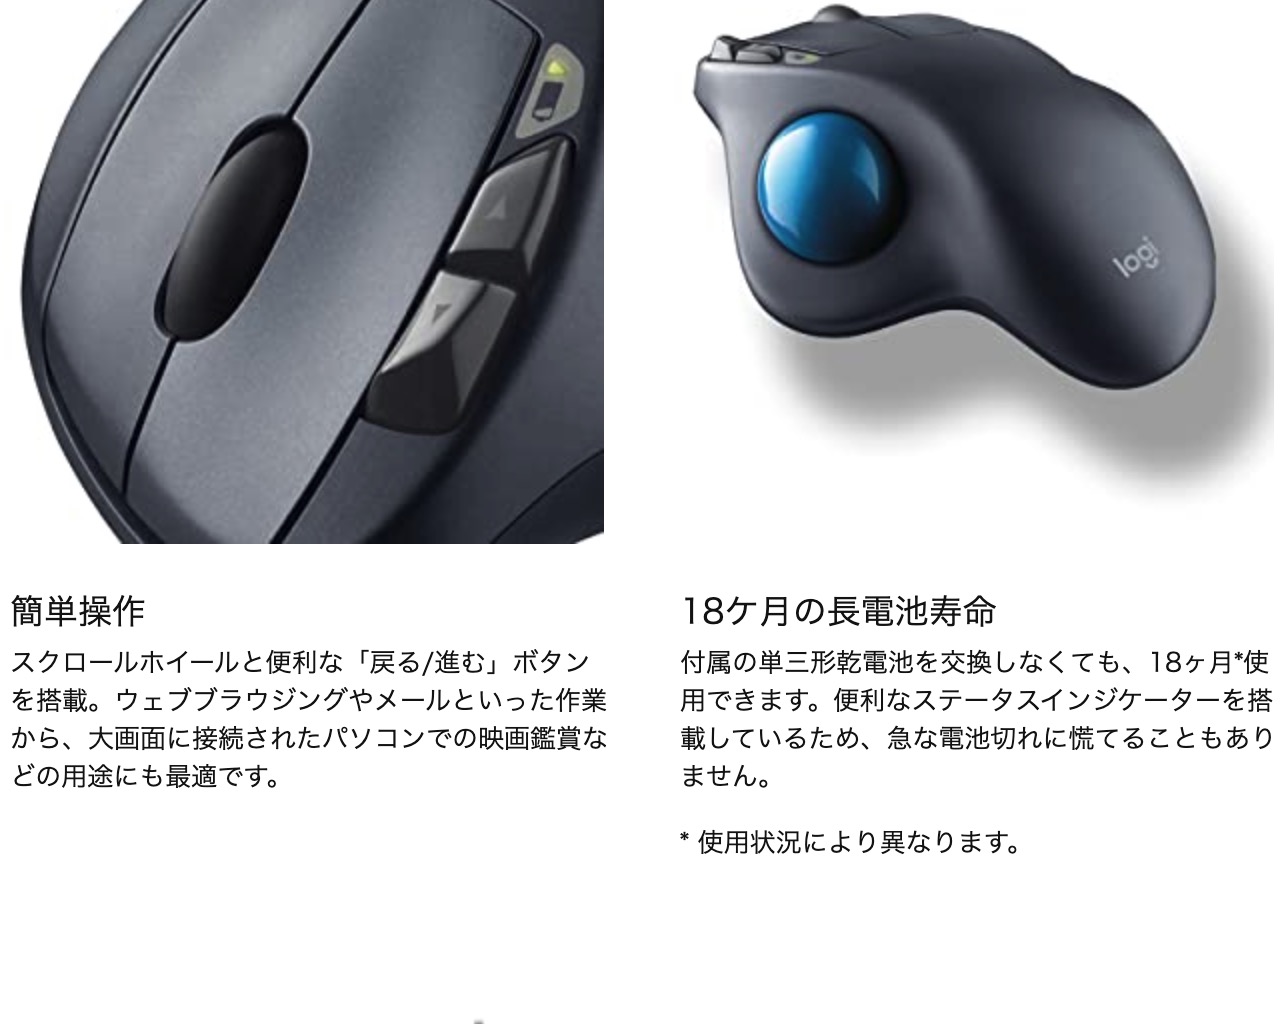 logi
簡単操作
スクロールホイールと便利な「戻る/進む」ボタン
を搭載。ウェブブラウジングやメールといった作業
から、大画面に接続されたパソコンでの映画鑑賞な
どの用途にも最適です。
18ケ月の長電池寿命
付属の単三形乾電池を交換しなくても、18ヶ月*使
用できます。便利なステータスインジケーターを搭
載しているため、急な電池切れに慌てることもあり
ません。
* 使用状況により異なります。